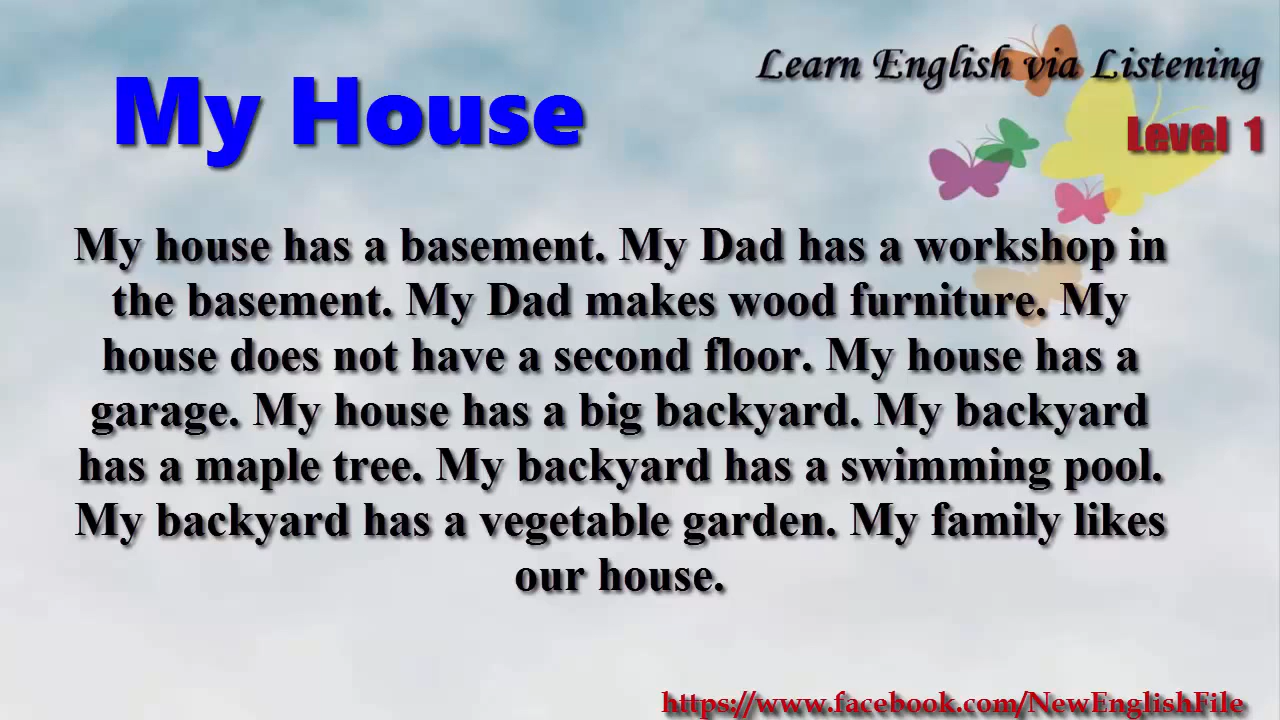 My House
Learn English via Listening
Level 1
My house has a basement. My Dad has a workshop in
the basement. My Dad makes wood furniture. My
house does not have a second floor. My house has a
garage. My house has a big backyard. My backyard
has a maple tree. My backyard has a swimming pool.
My backyard has a vegetable garden. My family likes
our house.
https://www.facebook.com/NewEnglishFile